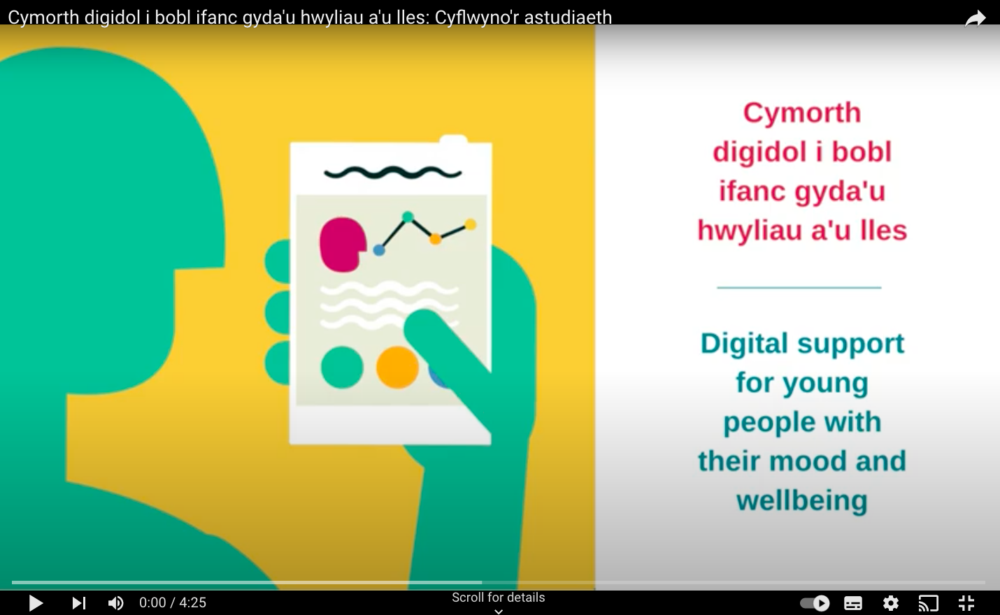 Cymorth digidol i bobl ifanc gyda'u hwyliau a'u lles: Cyflwyno'r astudiaeth
Cymorth
digidol i bobl
ifanc gyda'u
hwyliau a'u lles
Digital support
for young
people with
their mood and
wellbeing
0:00 / 4:25
Scroll for details